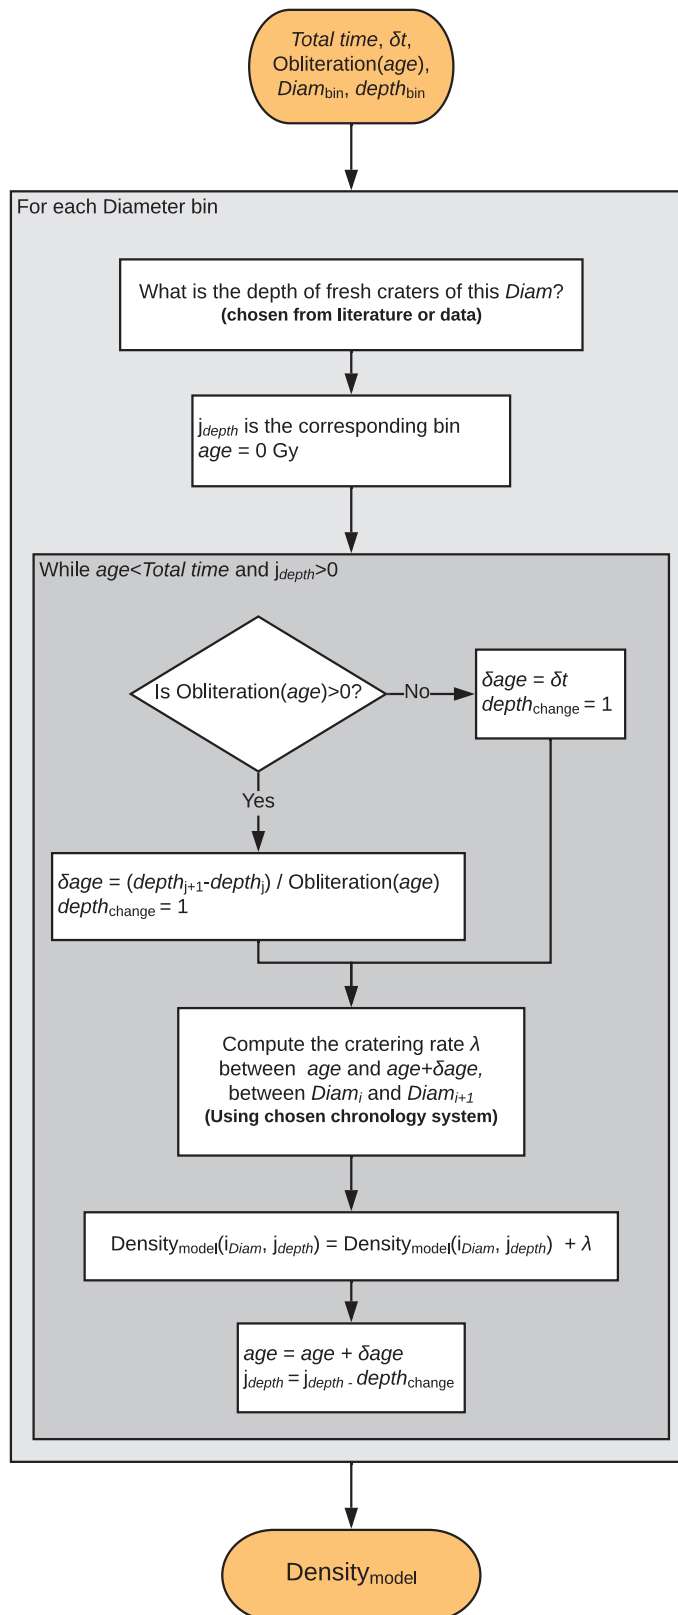 Total time, δt,
Obliteration(age),
Diam_bin, depth_bin
For each Diameter bin
What is the depth of fresh craters of this Diam?
(chosen from literature or data)
j_depth is the corresponding bin
age = 0 Gy
While age<Total time and j_depth>0
Is Obliteration(age)>0?
No
δage = δt
depth_change = 1
Yes
δage = (depth_j+1-depth_j) / Obliteration(age)
depth_change = 1
Compute the cratering rate λ
between age and age+δage,
between Diam_i and Diam_i+1
(Using chosen chronology system)
Density_model(i_Diam, j_depth) = Density_model(i_Diam, j_depth) + λ
age = age + δage
j_depth = j_depth - depth_change
Density_model